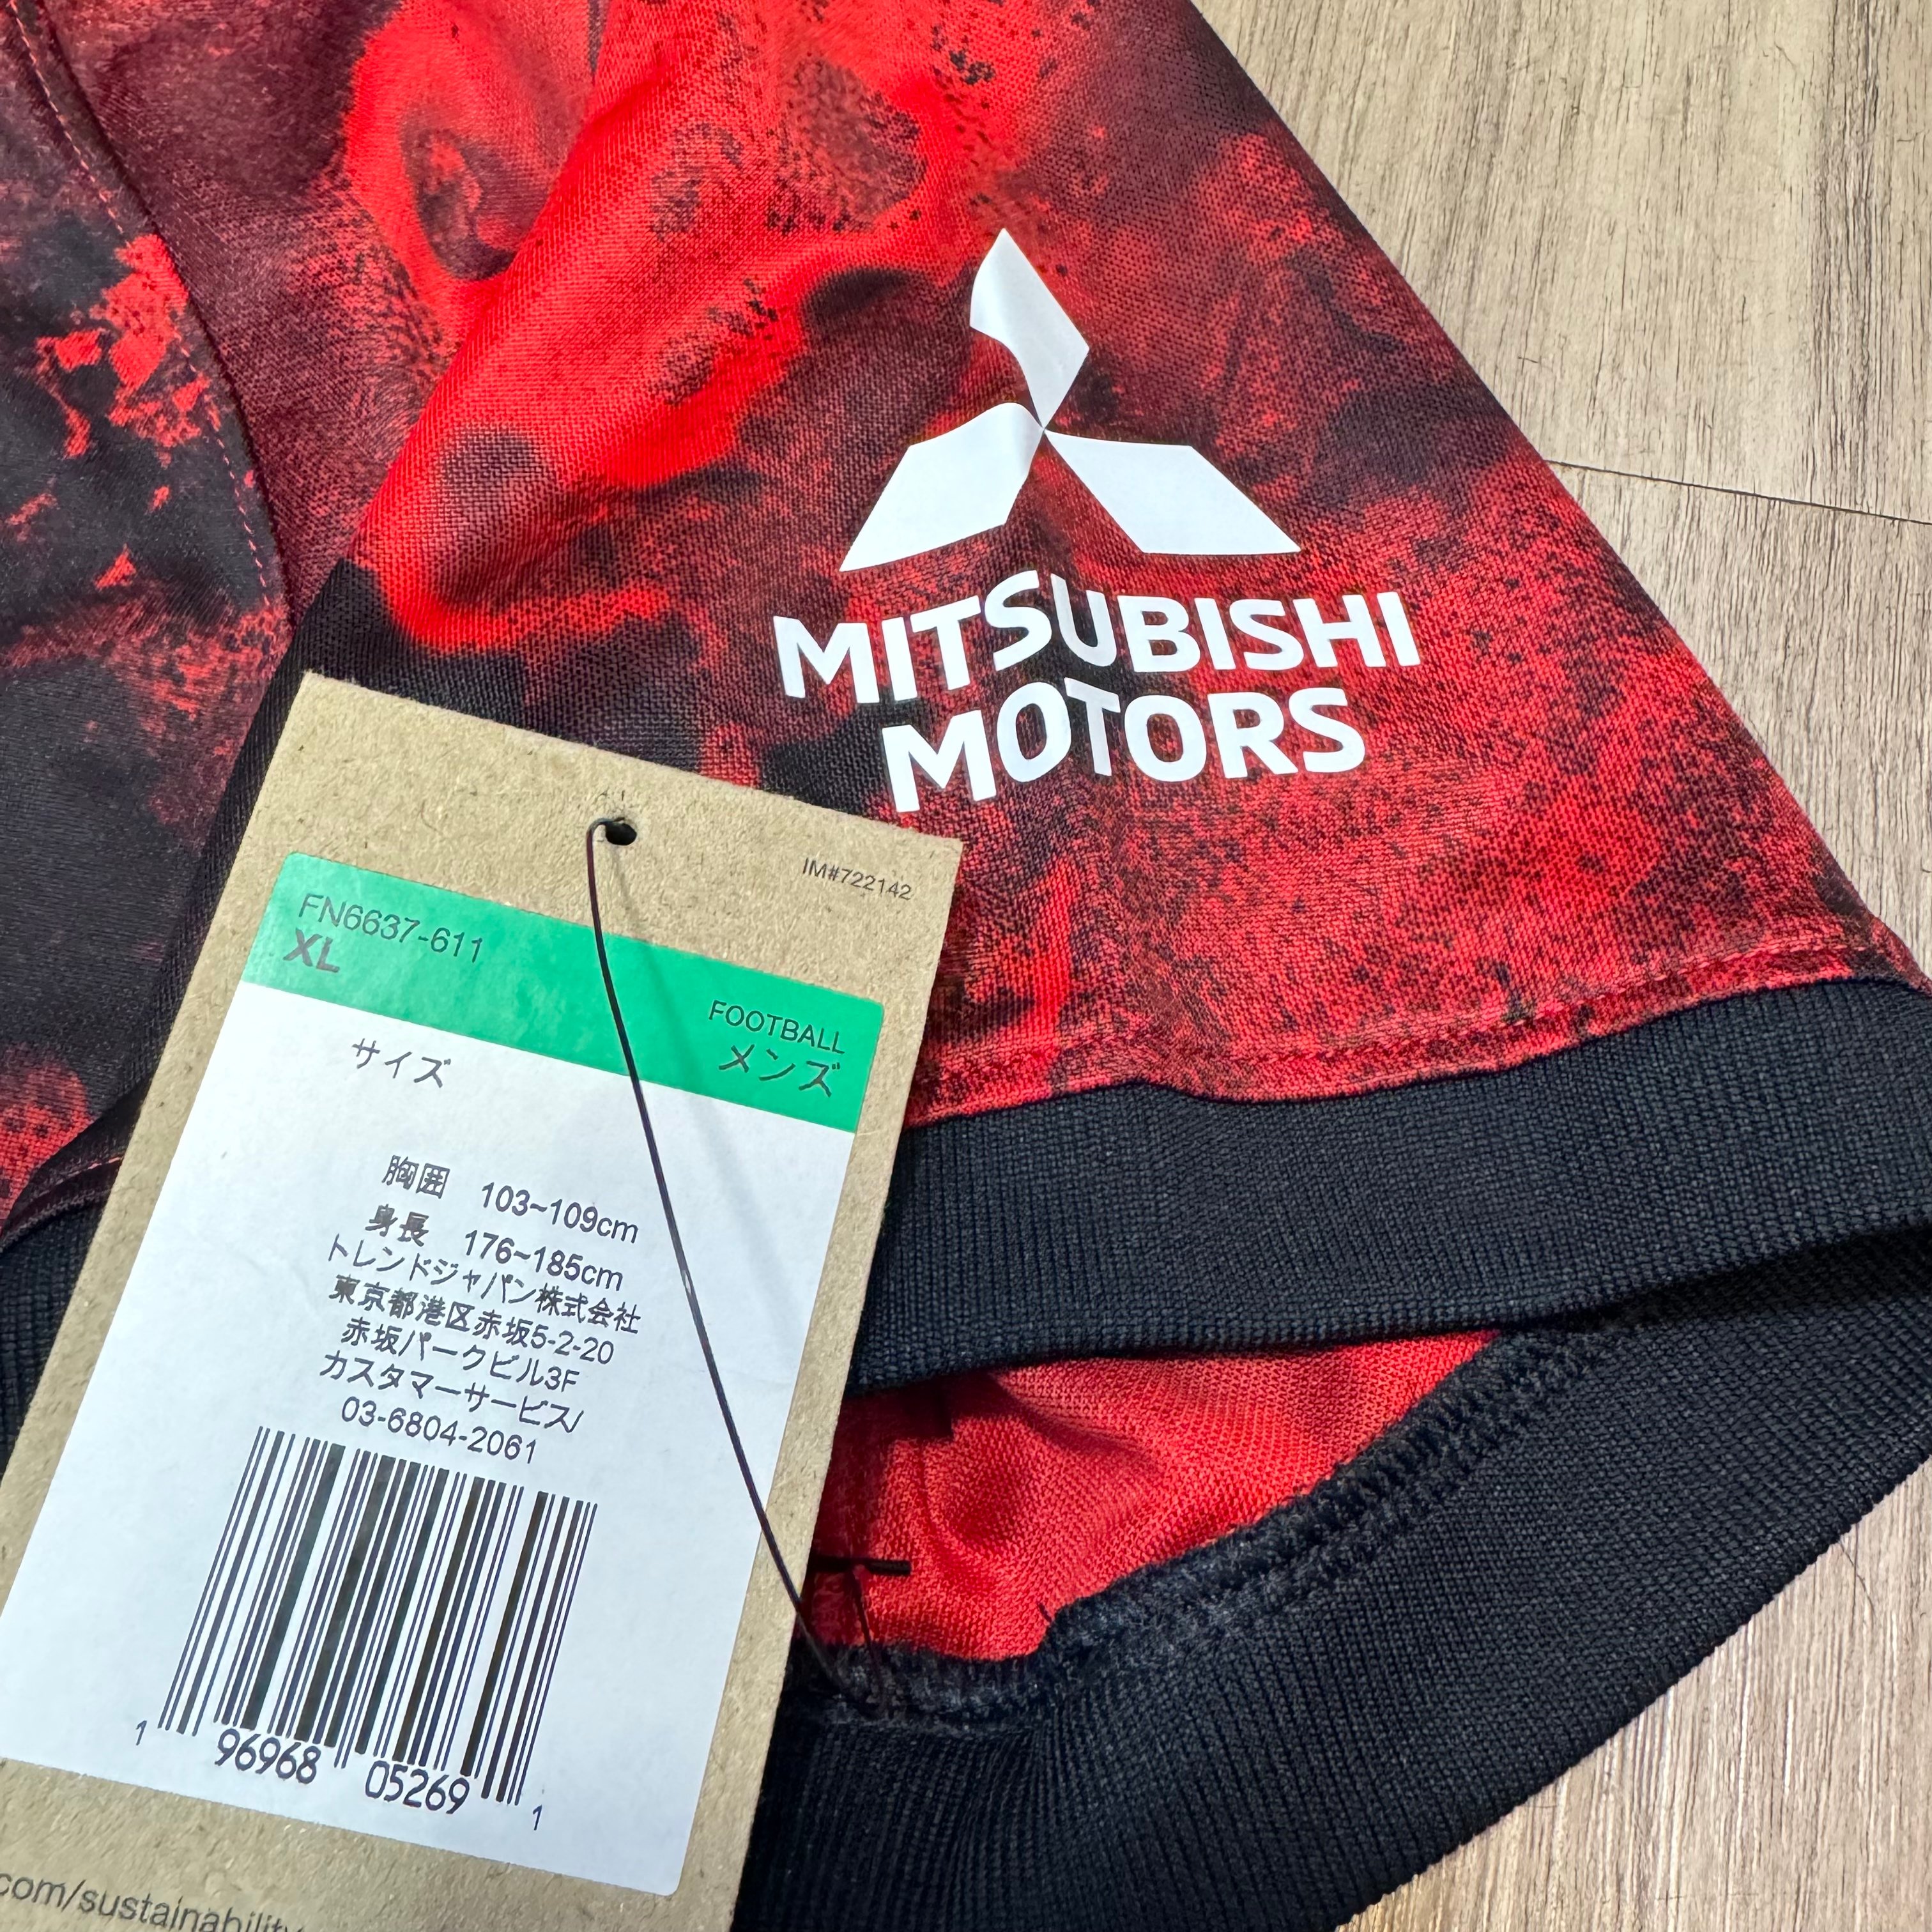 MITSUBISHI
MOTORS
IM#722142
FN6637-611
XL
FOOTBALL
メンズ
サイズ
胸囲 103~109cm
身長 176~185cm
トレンドジャパン株式会社
東京都港区赤坂5-2-20
赤坂パークビル3F
カスタマーサービス/
03-6804-2061
1 96968 05269 1
com/sustainability